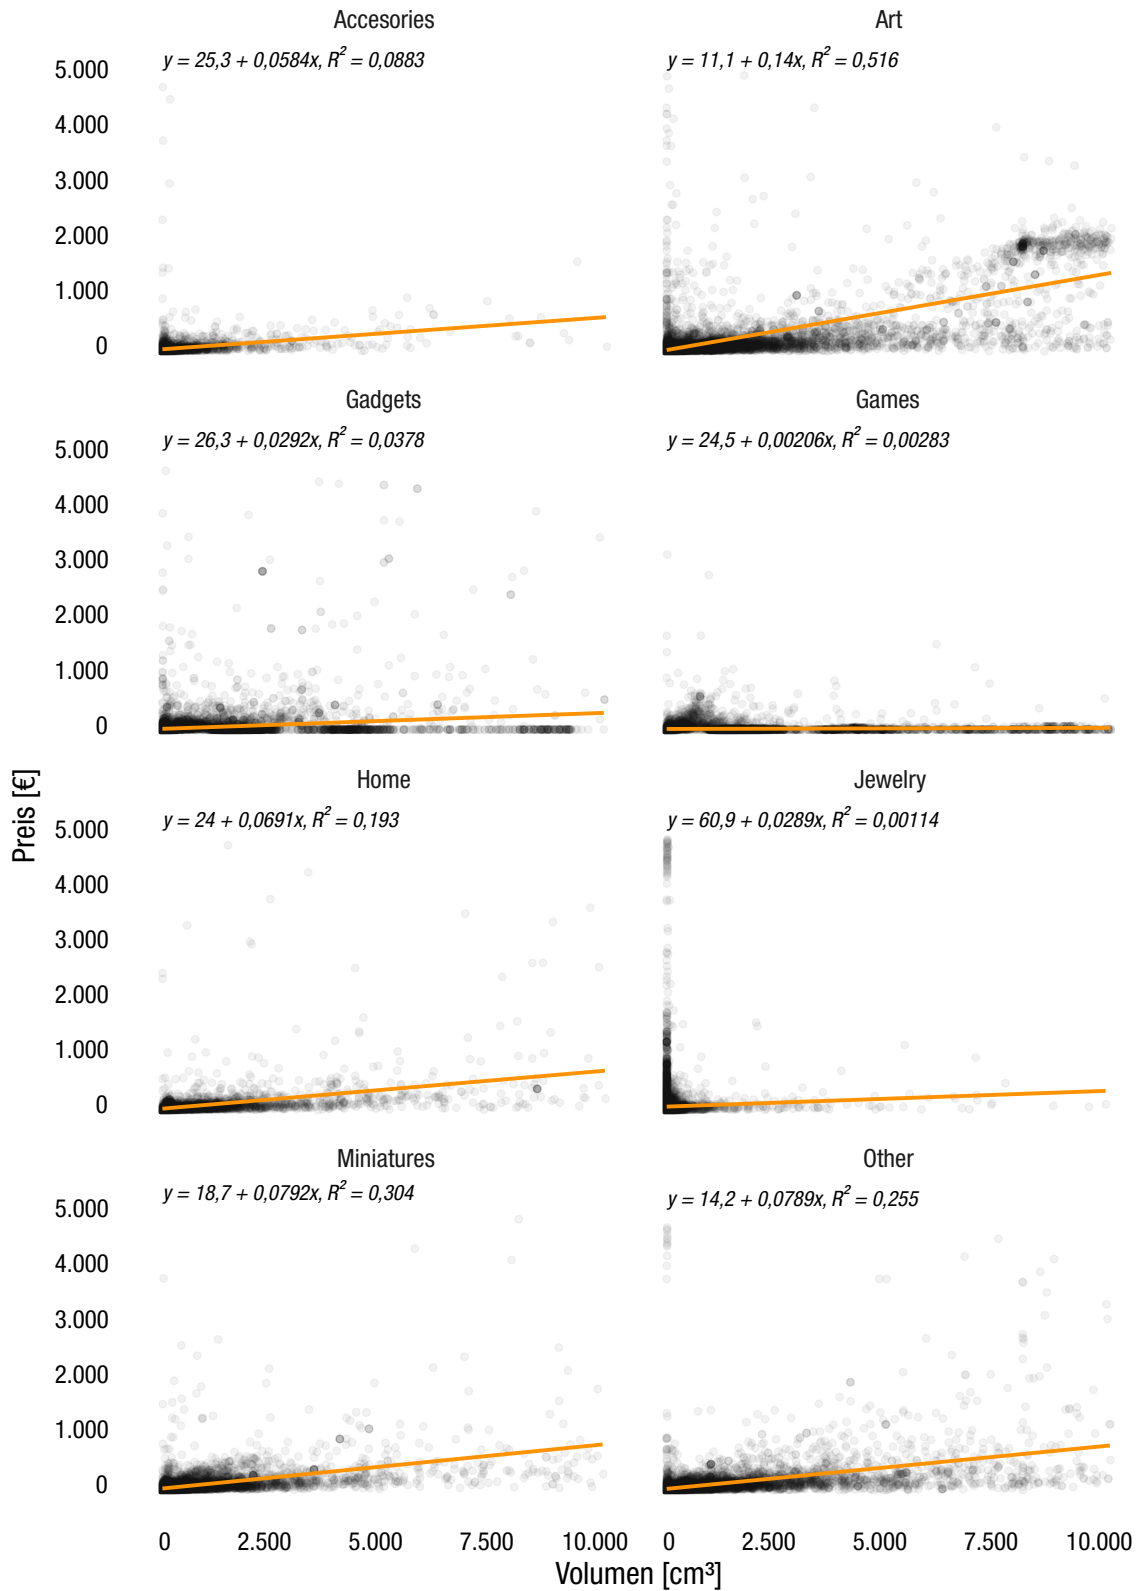 Accesories
y = 25,3 + 0,0584x, R² = 0,0883
5.000
4.000
3.000
2.000
1.000
0
Art
y = 11,1 + 0,14x, R² = 0,516
Gadgets
y = 26,3 + 0,0292x, R² = 0,0378
5.000
4.000
3.000
2.000
1.000
0
Games
y = 24,5 + 0,00206x, R² = 0,00283
Preis [€]
Home
y = 24 + 0,0691x, R² = 0,193
5.000
4.000
3.000
2.000
1.000
0
Jewelry
y = 60,9 + 0,0289x, R² = 0,00114
Miniatures
y = 18,7 + 0,0792x, R² = 0,304
5.000
4.000
3.000
2.000
1.000
0
Other
y = 14,2 + 0,0789x, R² = 0,255
0 2.500 5.000 7.500 10.000
0 2.500 5.000 7.500 10.000
Volumen [cm³]